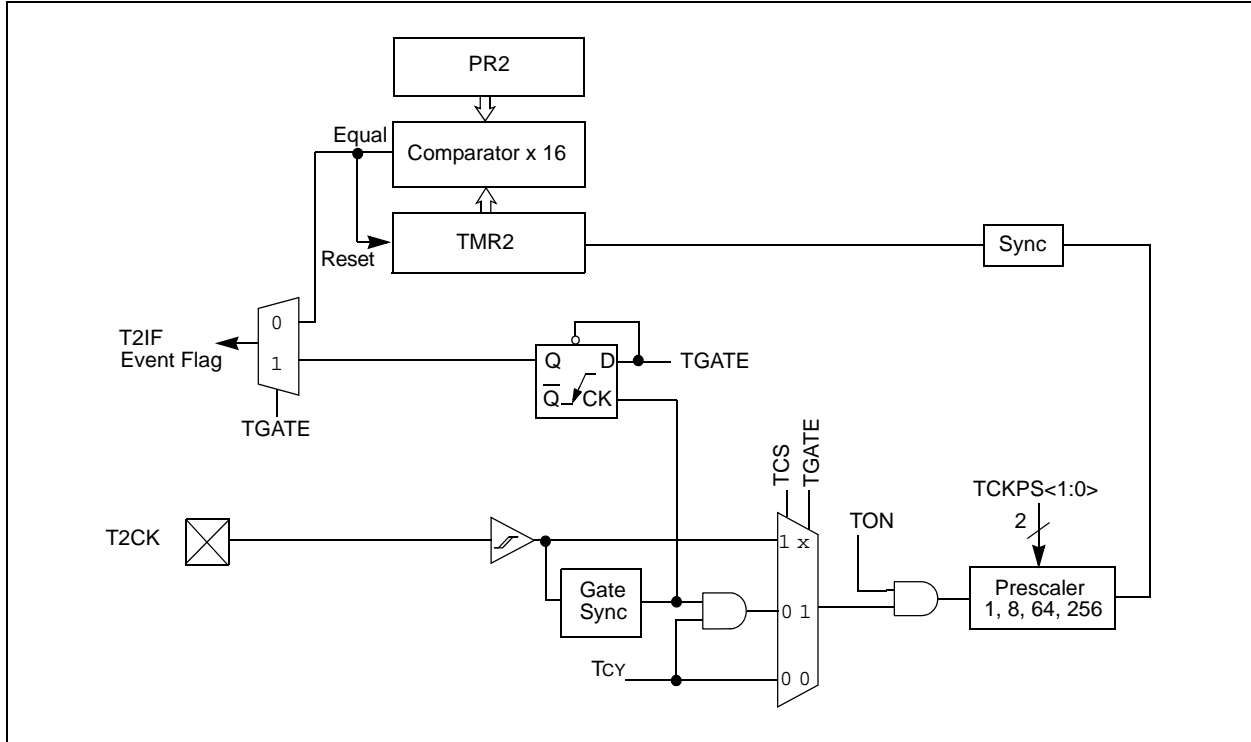 PR2
Equal
Comparator x 16
Reset
TMR2
Sync
T2IF
Event Flag
0
1
TGATE
Q
D
Q̅
CK
TGATE
TCS
TGATE
TCKPS<1:0>
2
T2CK
TON
1 x
Gate
Sync
0 1
Prescaler
1, 8, 64, 256
TCY
0 0